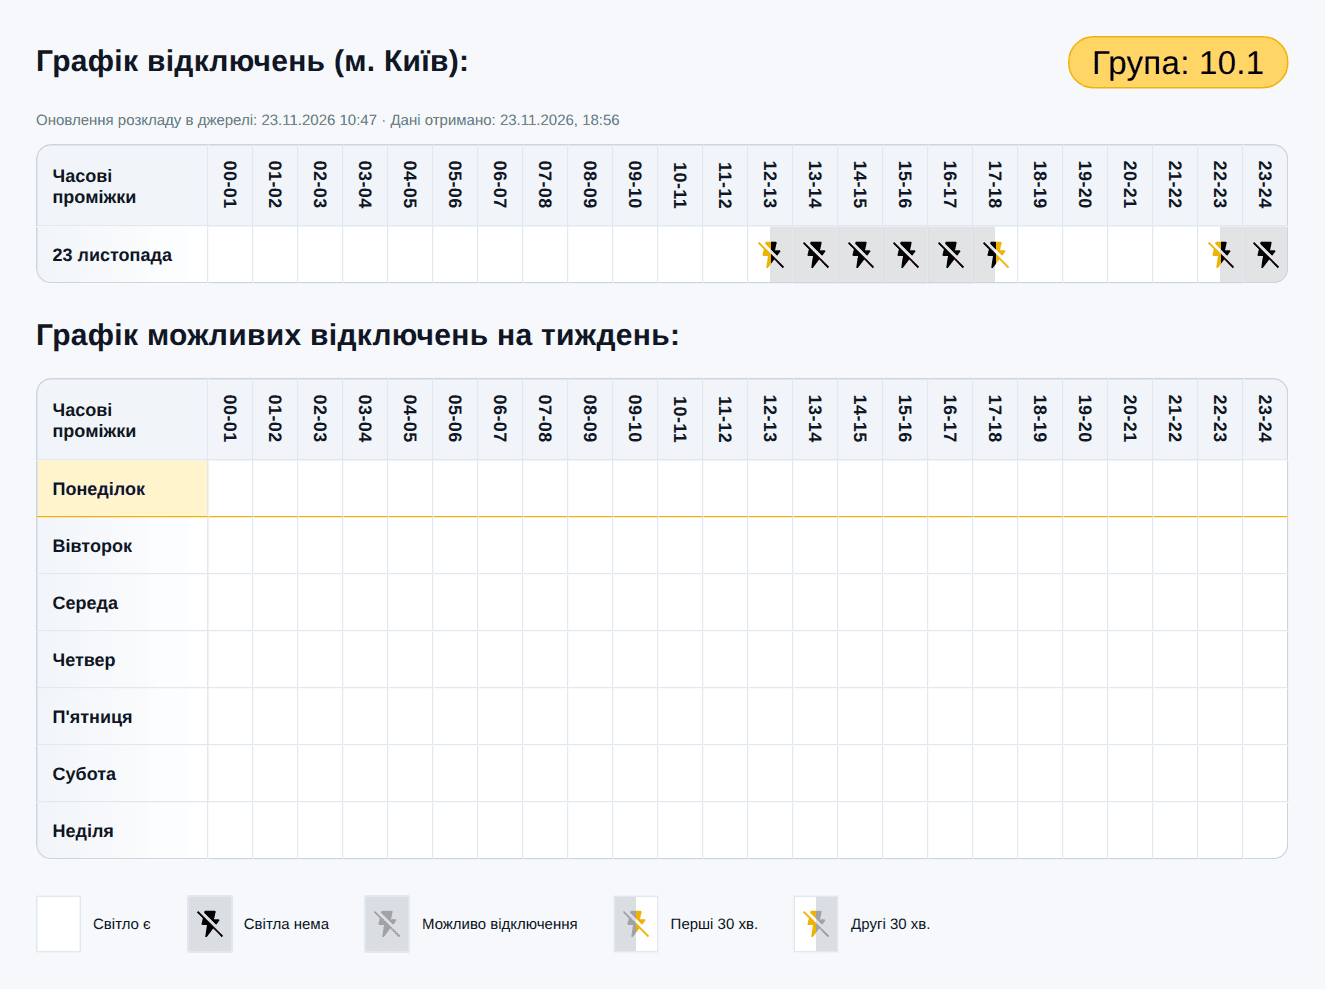 Графік відключень (м. Київ):
Група: 10.1
Оновлення розкладу в джерелі: 23.11.2026 10:47 · Дані отримано: 23.11.2026, 18:56
Часові
проміжки
00-01 01-02 02-03 03-04 04-05 05-06 06-07 07-08 08-09 09-10 10-11 11-12 12-13 13-14 14-15 15-16 16-17 17-18 18-19 19-20 20-21 21-22 22-23 23-24
23 листопада
Графік можливих відключень на тиждень:
Часові
проміжки
00-01 01-02 02-03 03-04 04-05 05-06 06-07 07-08 08-09 09-10 10-11 11-12 12-13 13-14 14-15 15-16 16-17 17-18 18-19 19-20 20-21 21-22 22-23 23-24
Понеділок
Вівторок
Середа
Четвер
П'ятниця
Субота
Неділя
Світло є Світла нема Можливо відключення Перші 30 хв. Другі 30 хв.